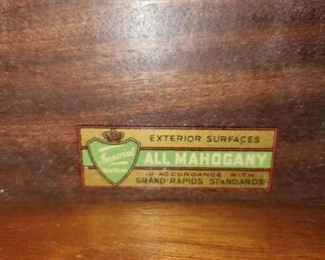 Imperial
EXTERIOR SURFACES
ALL MAHOGANY
IN ACCORDANCE WITH
GRAND RAPIDS STANDARDS